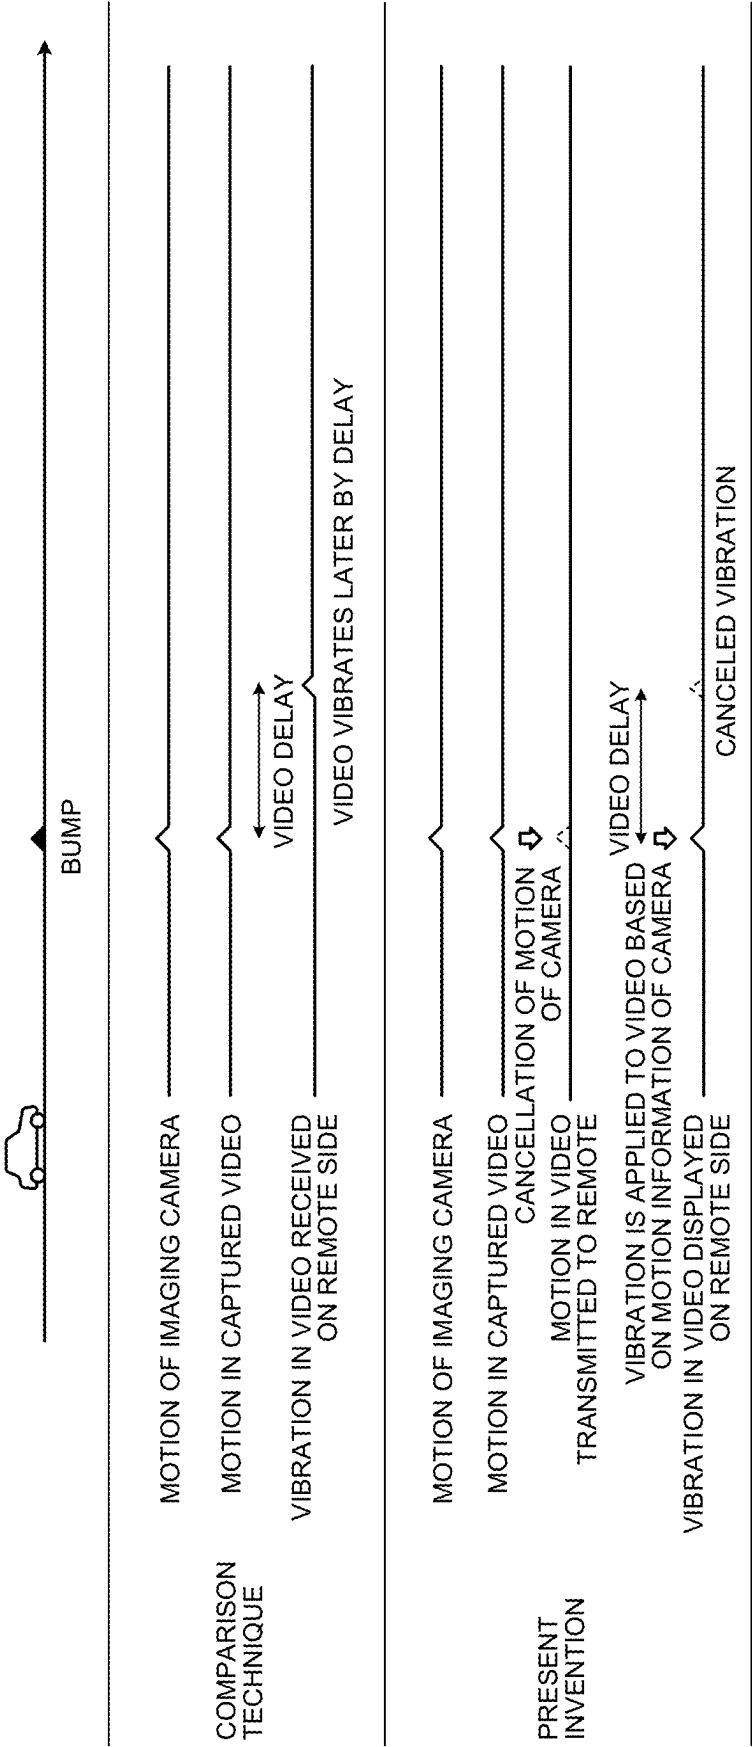 BUMP
COMPARISON
TECHNIQUE
MOTION OF IMAGING CAMERA
MOTION IN CAPTURED VIDEO
VIDEO DELAY
VIBRATION IN VIDEO RECEIVED
ON REMOTE SIDE
VIDEO VIBRATES LATER BY DELAY
PRESENT
INVENTION
MOTION OF IMAGING CAMERA
MOTION IN CAPTURED VIDEO
CANCELLATION OF MOTION
OF CAMERA
MOTION IN VIDEO
TRANSMITTED TO REMOTE
VIDEO DELAY
VIBRATION IS APPLIED TO VIDEO BASED
ON MOTION INFORMATION OF CAMERA
VIBRATION IN VIDEO DISPLAYED
ON REMOTE SIDE
CANCELED VIBRATION